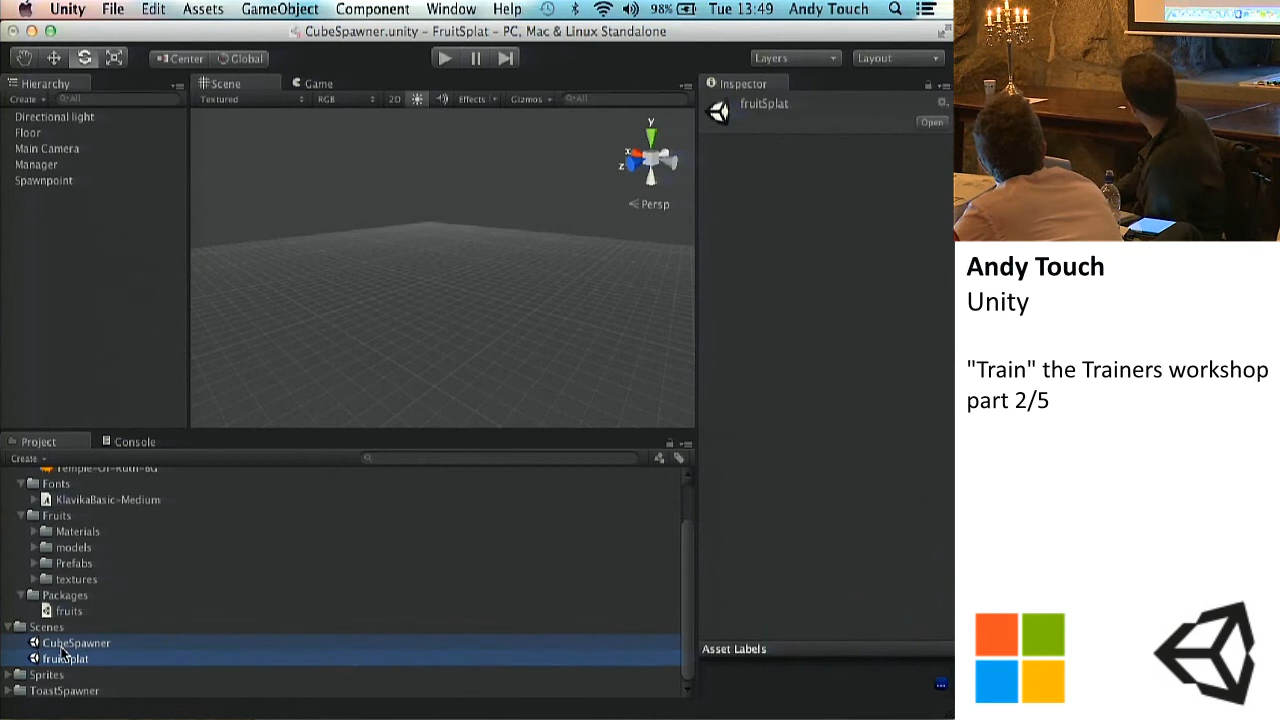 Unity File Edit Assets GameObject Component Window Help 98% Tue 13:49 Andy Touch
CubeSpawner.unity – FruitSplat – PC, Mac & Linux Standalone
Center Global Layers Layout
Hierarchy Scene Game Inspector
Create All Textured RGB 2D Effects Gizmos All
fruitSplat
Open
Directional light
Floor
Main Camera
Manager
Spawnpoint
y
x
z
Persp
Project Console
Create
Fonts
KlavikaBasic-Medium
Fruits
Materials
models
Prefabs
textures
Packages
fruits
Scenes
CubeSpawner
fruitSplat
Sprites
ToastSpawner
Asset Labels
Andy Touch
Unity
"Train" the Trainers workshop
part 2/5